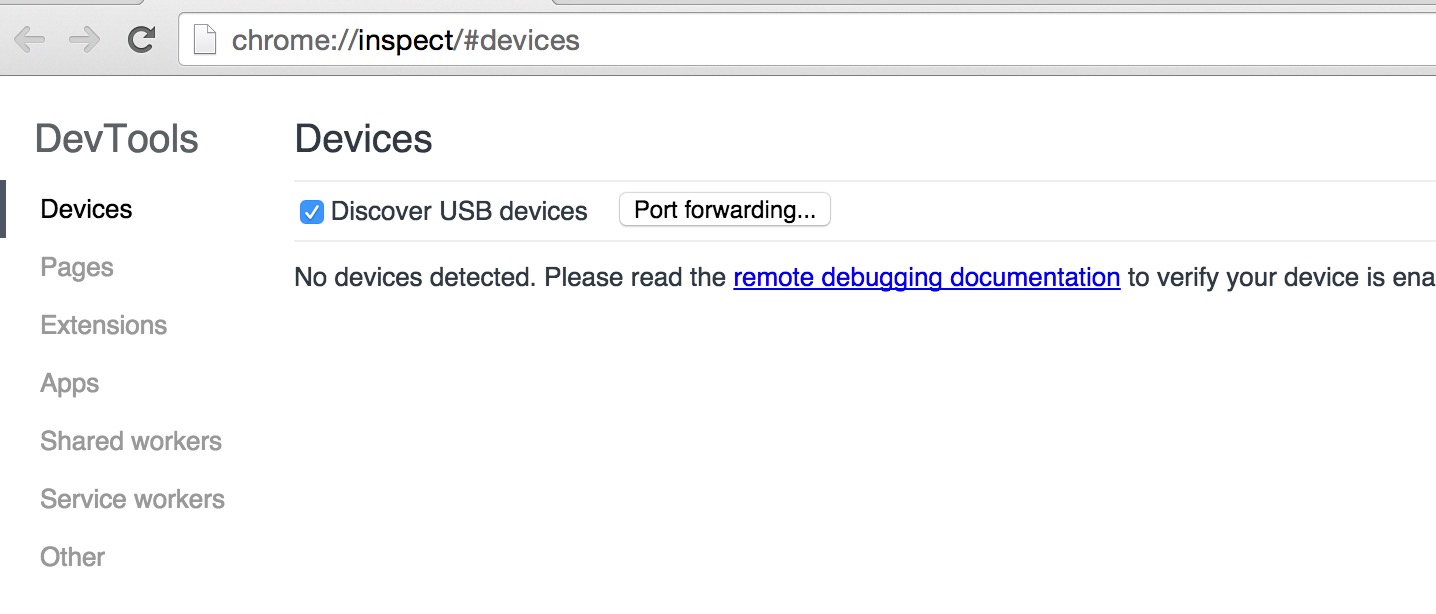 chrome://inspect/#devices
DevTools
Devices
Devices
Discover USB devices
Port forwarding...
No devices detected. Please read the remote debugging documentation to verify your device is ena
Pages
Extensions
Apps
Shared workers
Service workers
Other